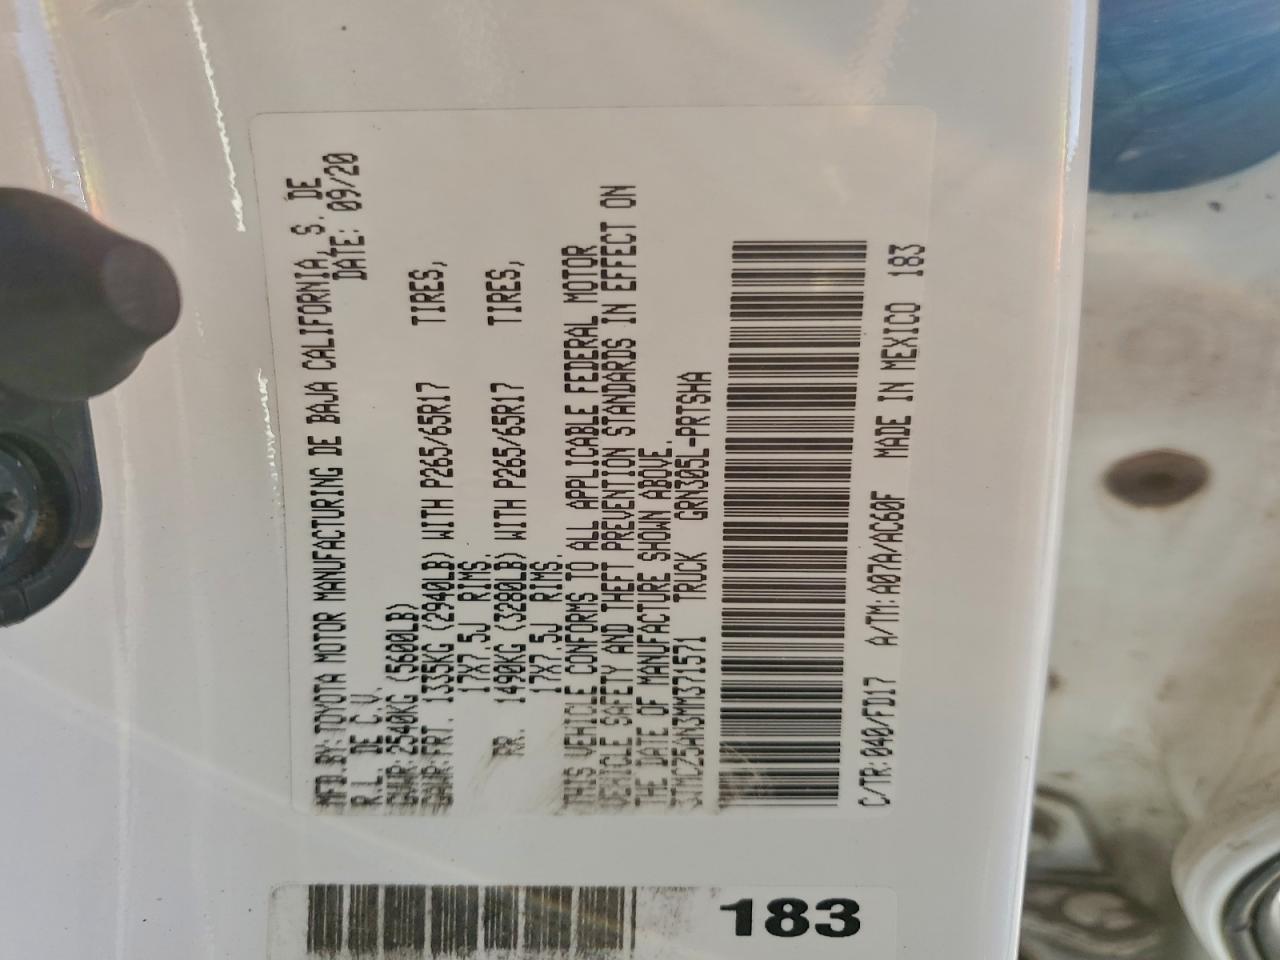 MFD.BY:TOYOTA MOTOR MANUFACTURING DE BAJA CALIFORNIA, S. DE
R.L. DE C.V. DATE: 09/20
GVWR:2540KG (5600LB)
GAWR:FRT. 1335KG (2940LB) WITH P265/65R17 TIRES,
17X7.5J RIMS.
RR. 1490KG (3280LB) WITH P265/65R17 TIRES,
17X7.5J RIMS.
THIS VEHICLE CONFORMS TO ALL APPLICABLE FEDERAL MOTOR
VEHICLE SAFETY AND THEFT PREVENTION STANDARDS IN EFFECT ON
THE DATE OF MANUFACTURE SHOWN ABOVE.
3TMCZ5AN3MM371571 TRUCK GRN305L-PRTSHA
C/TR:040/FD17 A/TM:A07A/AC60F MADE IN MEXICO 183
183